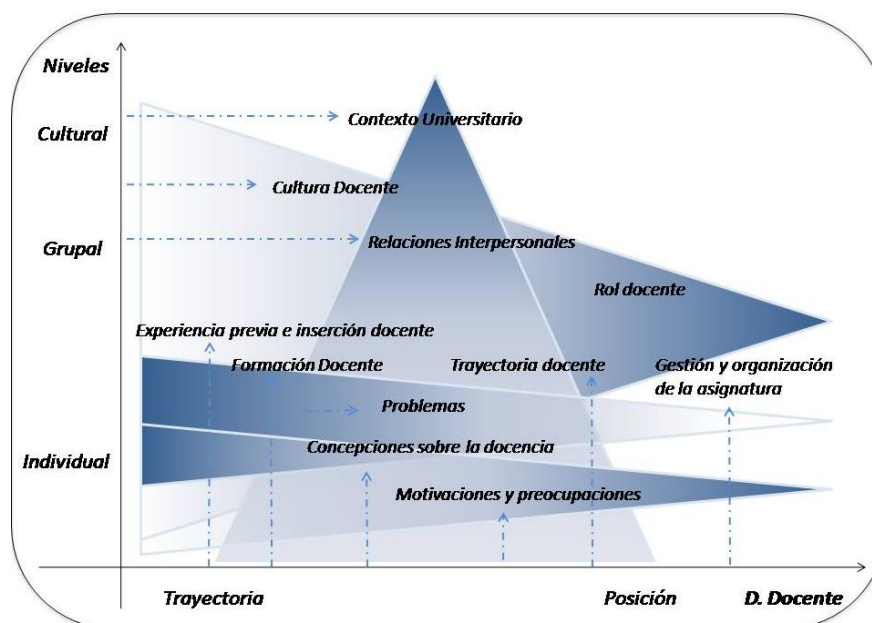 Niveles
Contexto Universitario
Cultural
Cultura Docente
Grupal
Relaciones Interpersonales
Rol docente
Experiencia previa e inserción docente
Formación Docente
Trayectoria docente
Gestión y organización
de la asignatura
Problemas
Concepciones sobre la docencia
Individual
Motivaciones y preocupaciones
Trayectoria
Posición
D. Docente